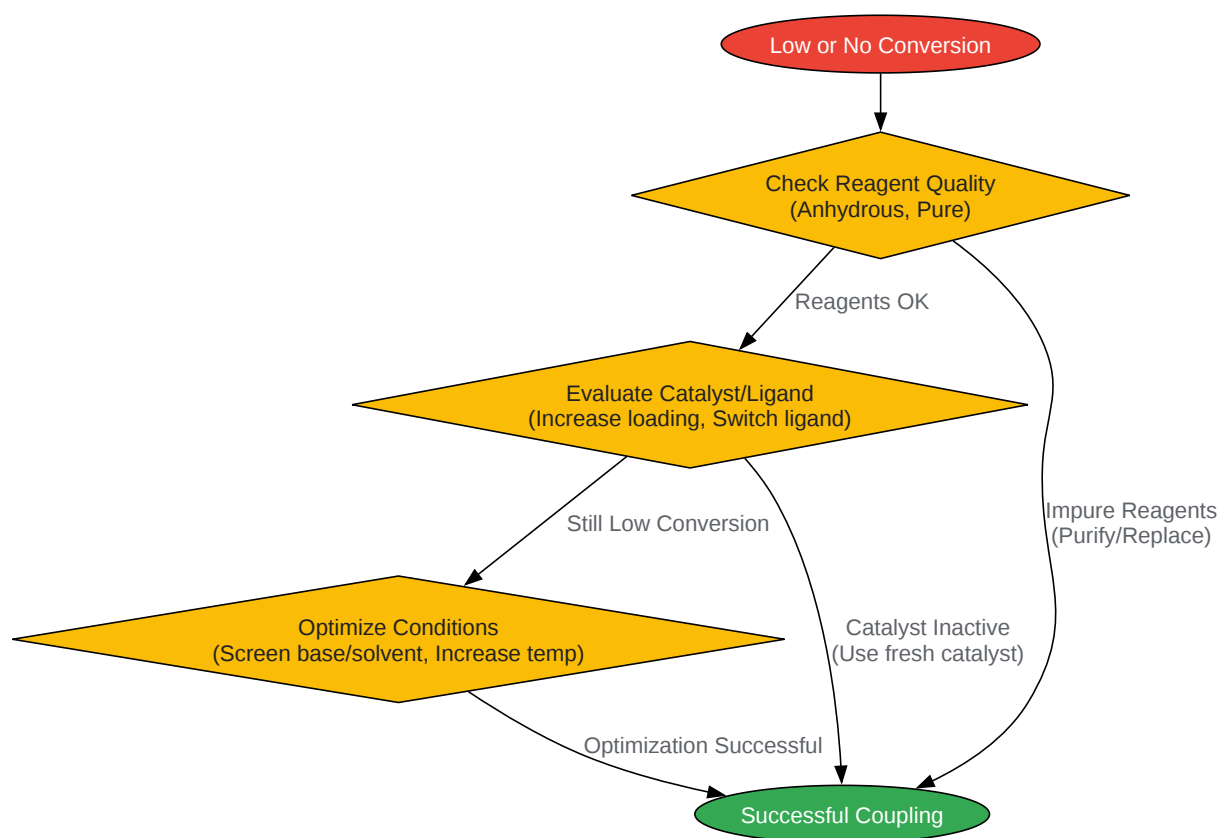 Low or No Conversion
Check Reagent Quality
(Anhydrous, Pure)
Reagents OK
Evaluate Catalyst/Ligand
(Increase loading, Switch ligand)
Impure Reagents
(Purify/Replace)
Still Low Conversion
Optimize Conditions
(Screen base/solvent, Increase temp)
Catalyst Inactive
(Use fresh catalyst)
Optimization Successful
Successful Coupling